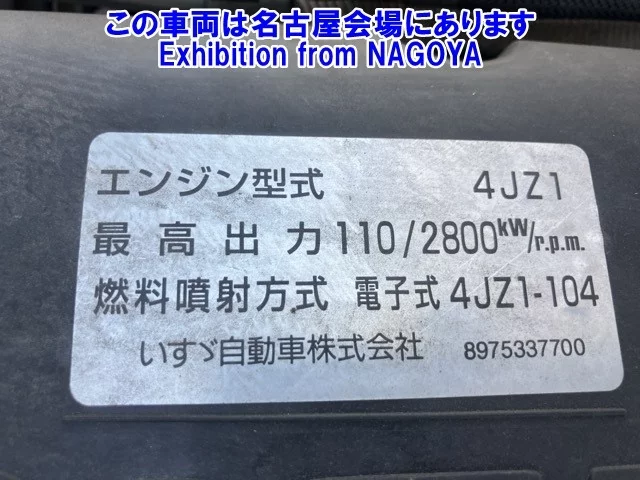 この車両は名古屋会場にあります
Exhibition from NAGOYA
エンジン型式 4JZ1
最高出力 110/2800kW/r.p.m.
燃料噴射方式 電子式 4JZ1-104
いすゞ自動車株式会社 8975337700